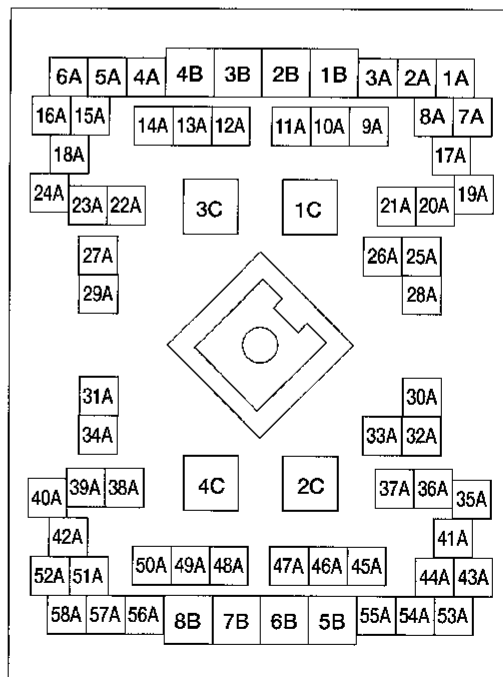 6A 5A 4A 4B 3B 2B 1B 3A 2A 1A
16A 15A 14A 13A 12A 11A 10A 9A 8A 7A
18A 17A
24A 23A 22A 3C 1C 21A 20A 19A
27A 26A 25A
29A 28A
31A 30A
34A 33A 32A
40A 39A 38A 4C 2C 37A 36A 35A
42A 41A
52A 51A 50A 49A 48A 47A 46A 45A 44A 43A
58A 57A 56A 8B 7B 6B 5B 55A 54A 53A